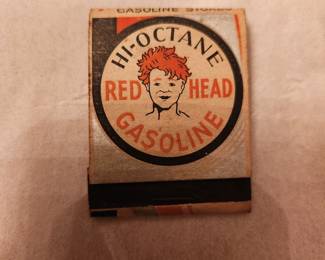 GASOLINE STORES
HI-OCTANE
RED HEAD
GASOLINE